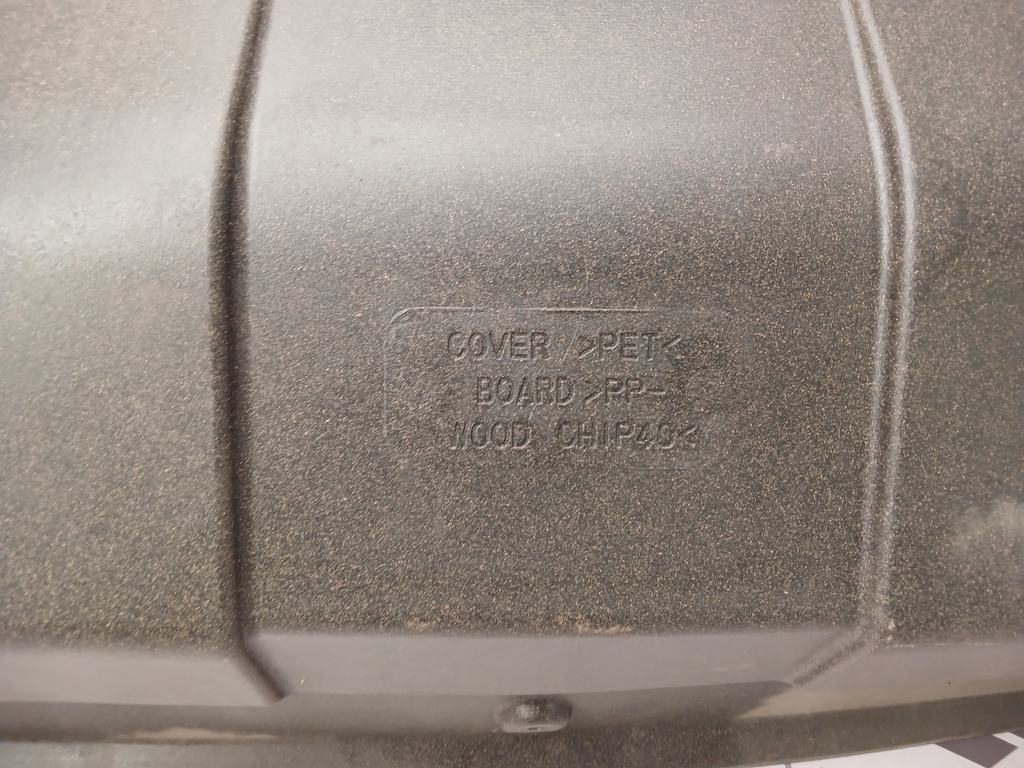 COVER >PET<
BOARD >PP-
WOOD CHIP40<